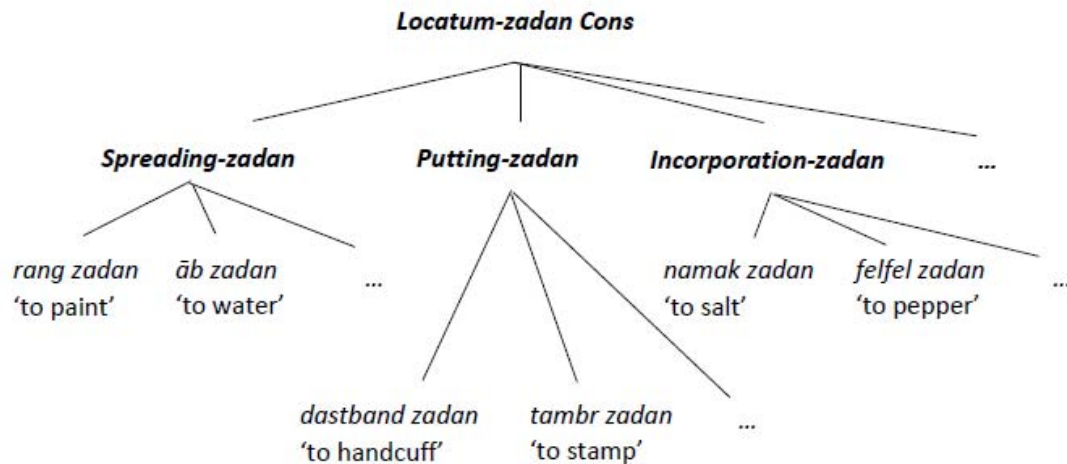 Locatum-zadan Cons
Spreading-zadan Putting-zadan Incorporation-zadan ...
rang zadan āb zadan ... namak zadan felfel zadan ...
‘to paint’ ‘to water’ ‘to salt’ ‘to pepper’
dastband zadan tambr zadan ...
‘to handcuff’ ‘to stamp’